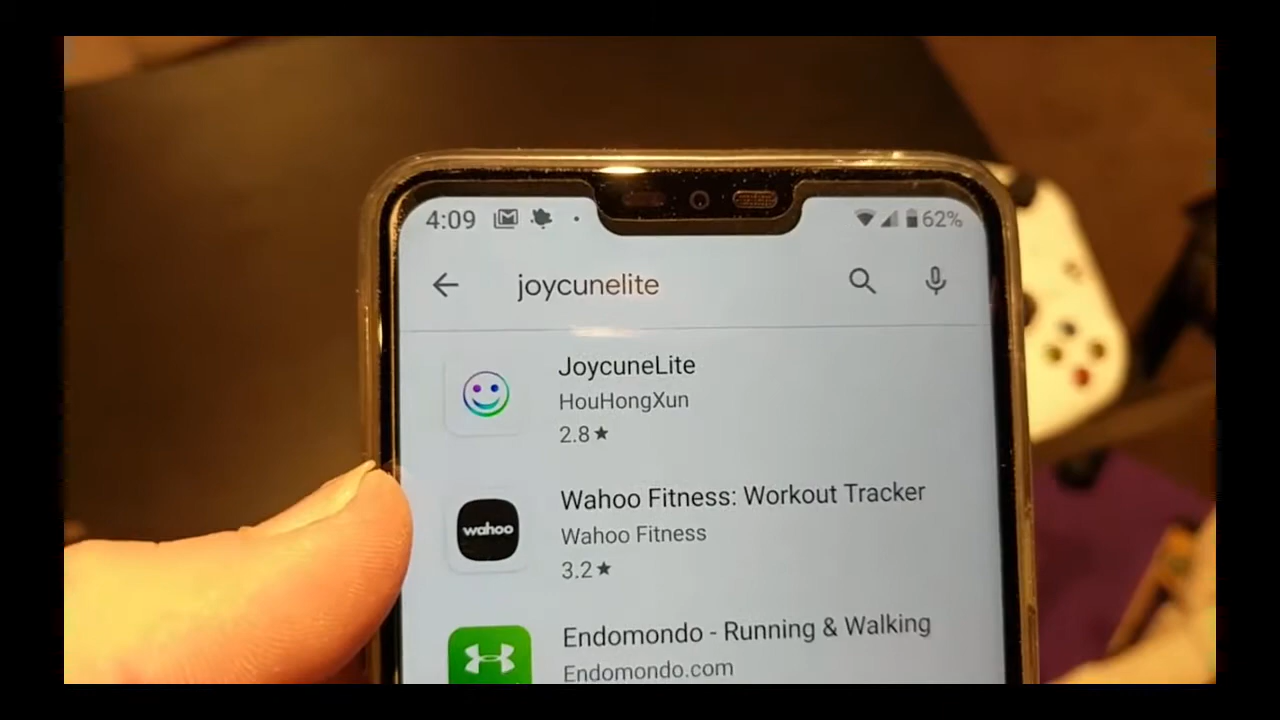 4:09 62%
joycunelite
JoycuneLite
HouHongXun
2.8★
Wahoo Fitness: Workout Tracker
wahoo
Wahoo Fitness
3.2★
Endomondo - Running & Walking
Endomondo.com